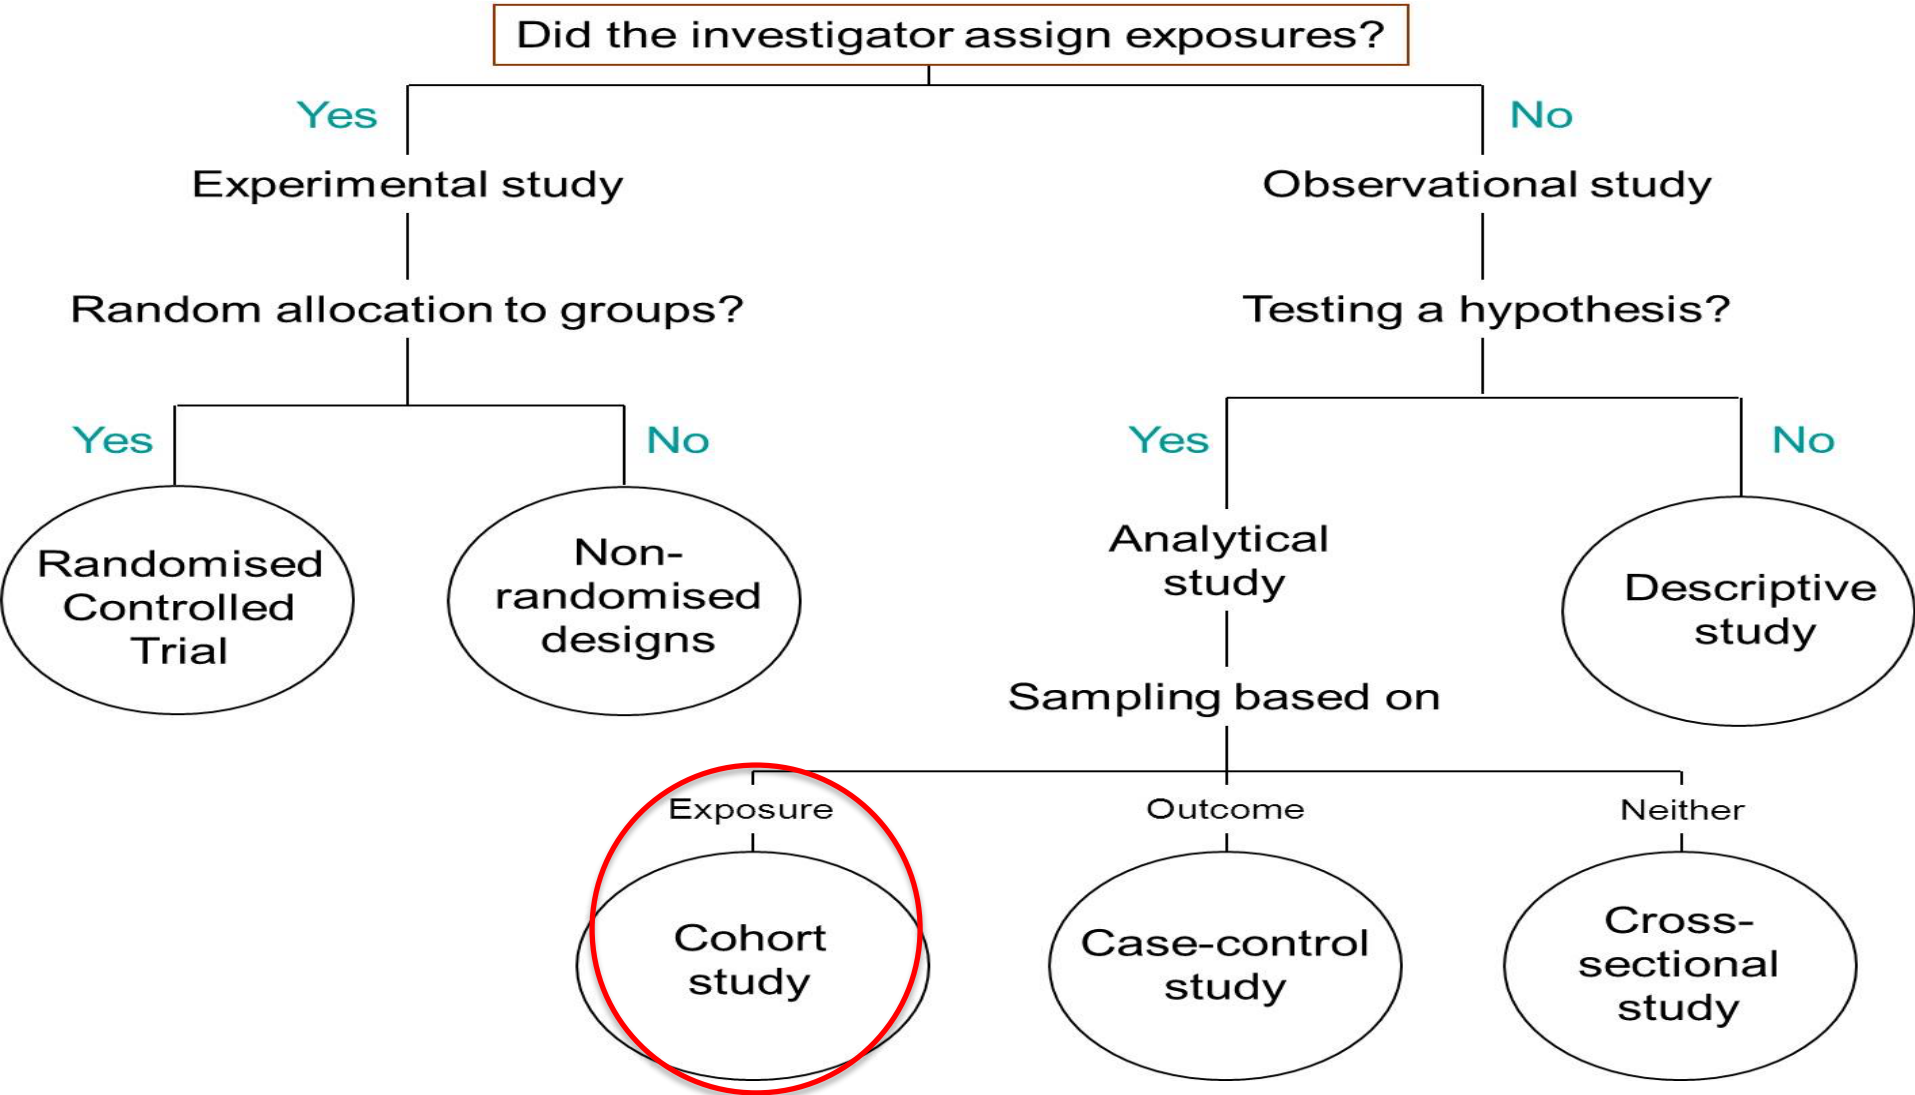 Did the investigator assign exposures?
Yes
No
Experimental study
Observational study
Random allocation to groups?
Testing a hypothesis?
Yes
No
Yes
No
Randomised
Controlled
Trial
Non-
randomised
designs
Analytical
study
Descriptive
study
Sampling based on
Exposure
Outcome
Neither
Cohort
study
Case-control
study
Cross-
sectional
study